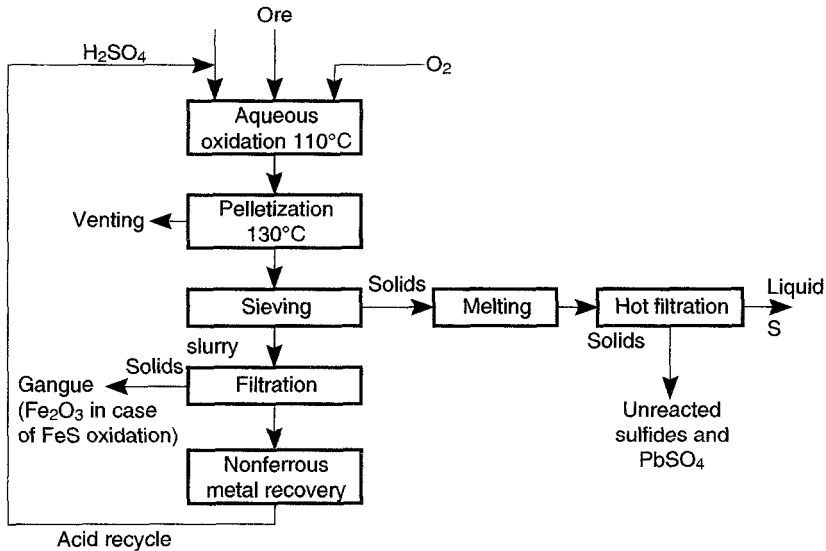 Ore
H₂SO₄
O₂
Aqueous
oxidation 110°C
Pelletization
130°C
Venting
Sieving
Solids
Melting
Hot filtration
Liquid
S
Solids
Unreacted
sulfides and
PbSO₄
slurry
Solids
Filtration
Gangue
(Fe₂O₃ in case
of FeS oxidation)
Nonferrous
metal recovery
Acid recycle